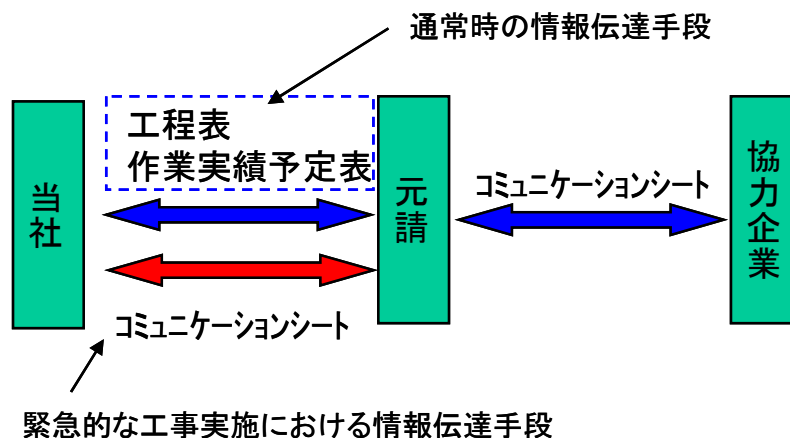 通常時の情報伝達手段
工程表
作業実績予定表
当社
元請
コミュニケーションシート
協力企業
コミュニケーションシート
緊急的な工事実施における情報伝達手段